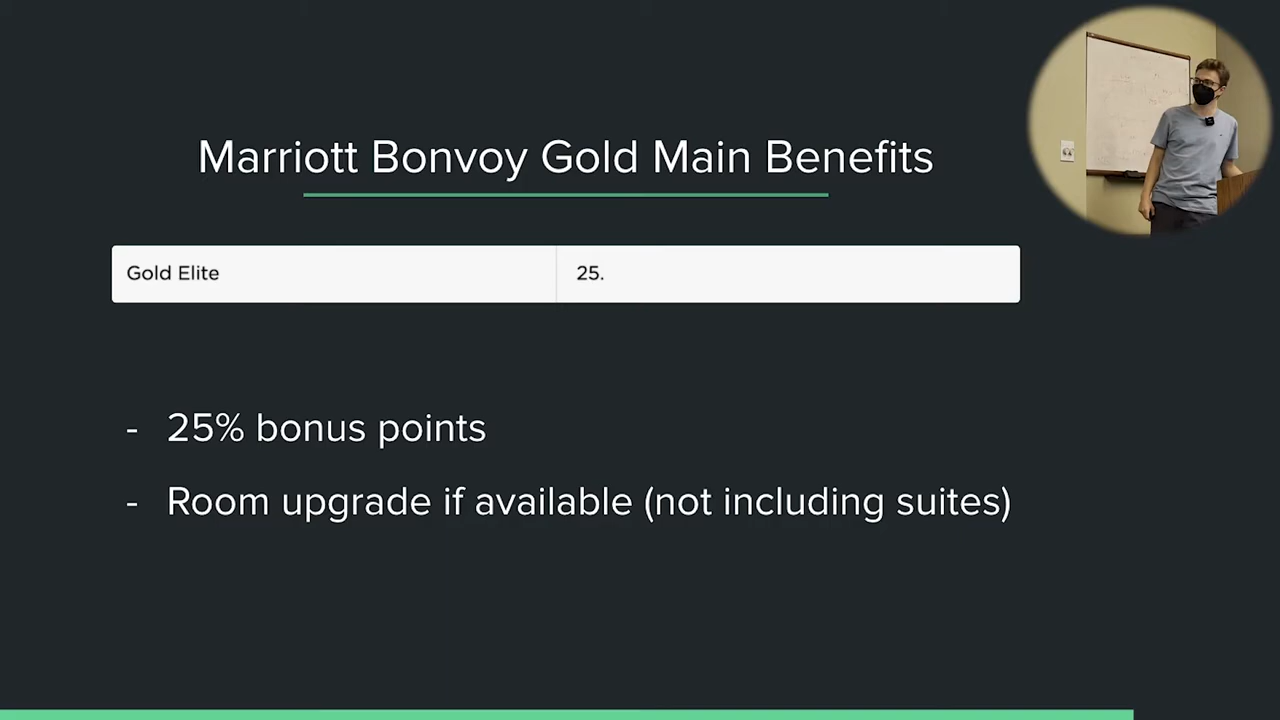 Marriott Bonvoy Gold Main Benefits
Gold Elite 25.
- 25% bonus points
- Room upgrade if available (not including suites)